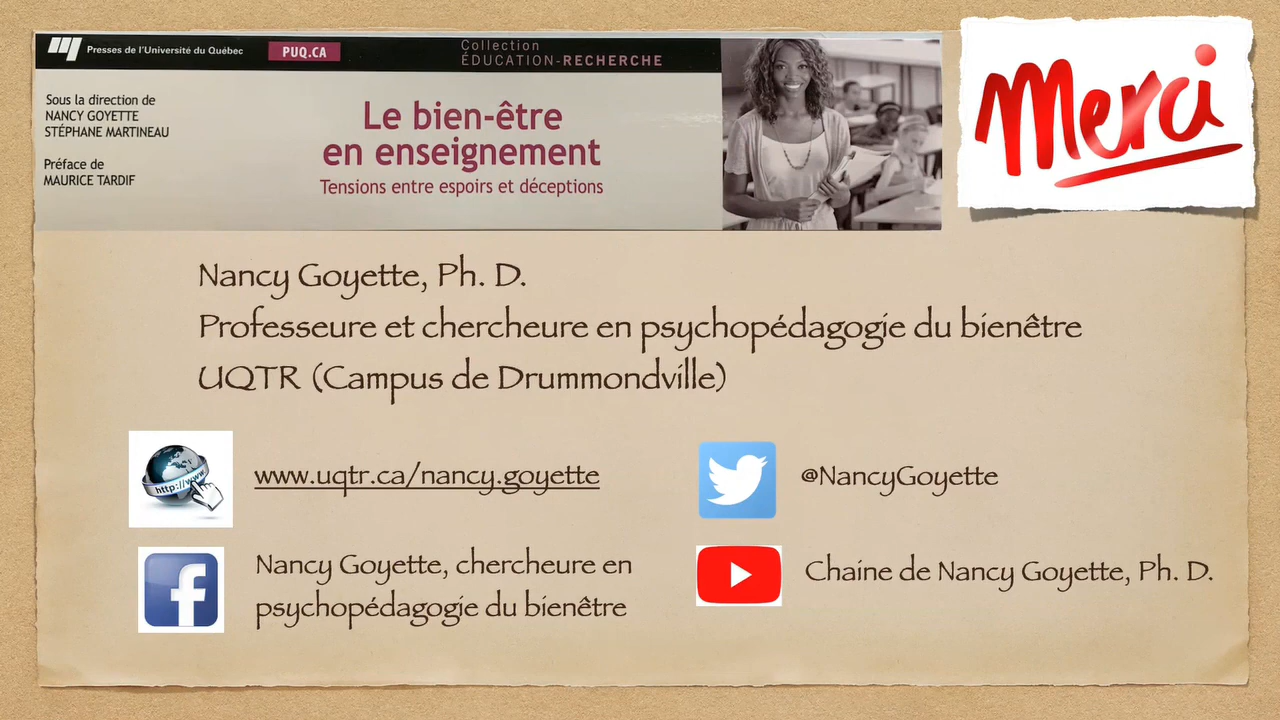 Presses de l'Université du Québec
PUQ.CA
Collection
ÉDUCATION-RECHERCHE
Sous la direction de
NANCY GOYETTE
STÉPHANE MARTINEAU
Préface de
MAURICE TARDIF
Le bien-être
en enseignement
Tensions entre espoirs et déceptions
Merci
Nancy Goyette, Ph. D.
Professeure et chercheure en psychopédagogie du bienêtre
UQTR (Campus de Drummondville)
http://www
www.uqtr.ca/nancy.goyette
@NancyGoyette
f
Nancy Goyette, chercheure en
psychopédagogie du bienêtre
Chaine de Nancy Goyette, Ph. D.